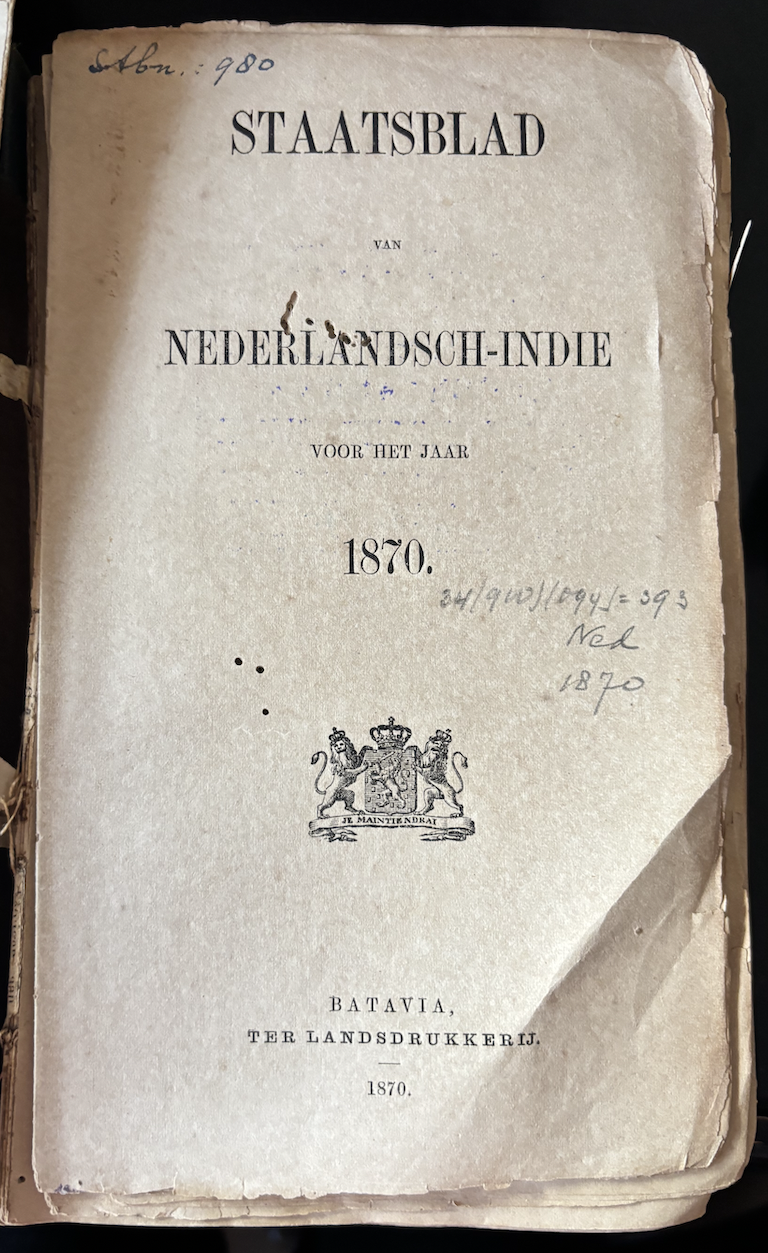 Stbn.: 980
STAATSBLAD
VAN
NEDERLANDSCH-INDIE
VOOR HET JAAR
1870.
34(910)(094)=393
Ned
1870
JE MAINTIENDRAI
BATAVIA,
TER LANDSDRUKKERIJ.
1870.